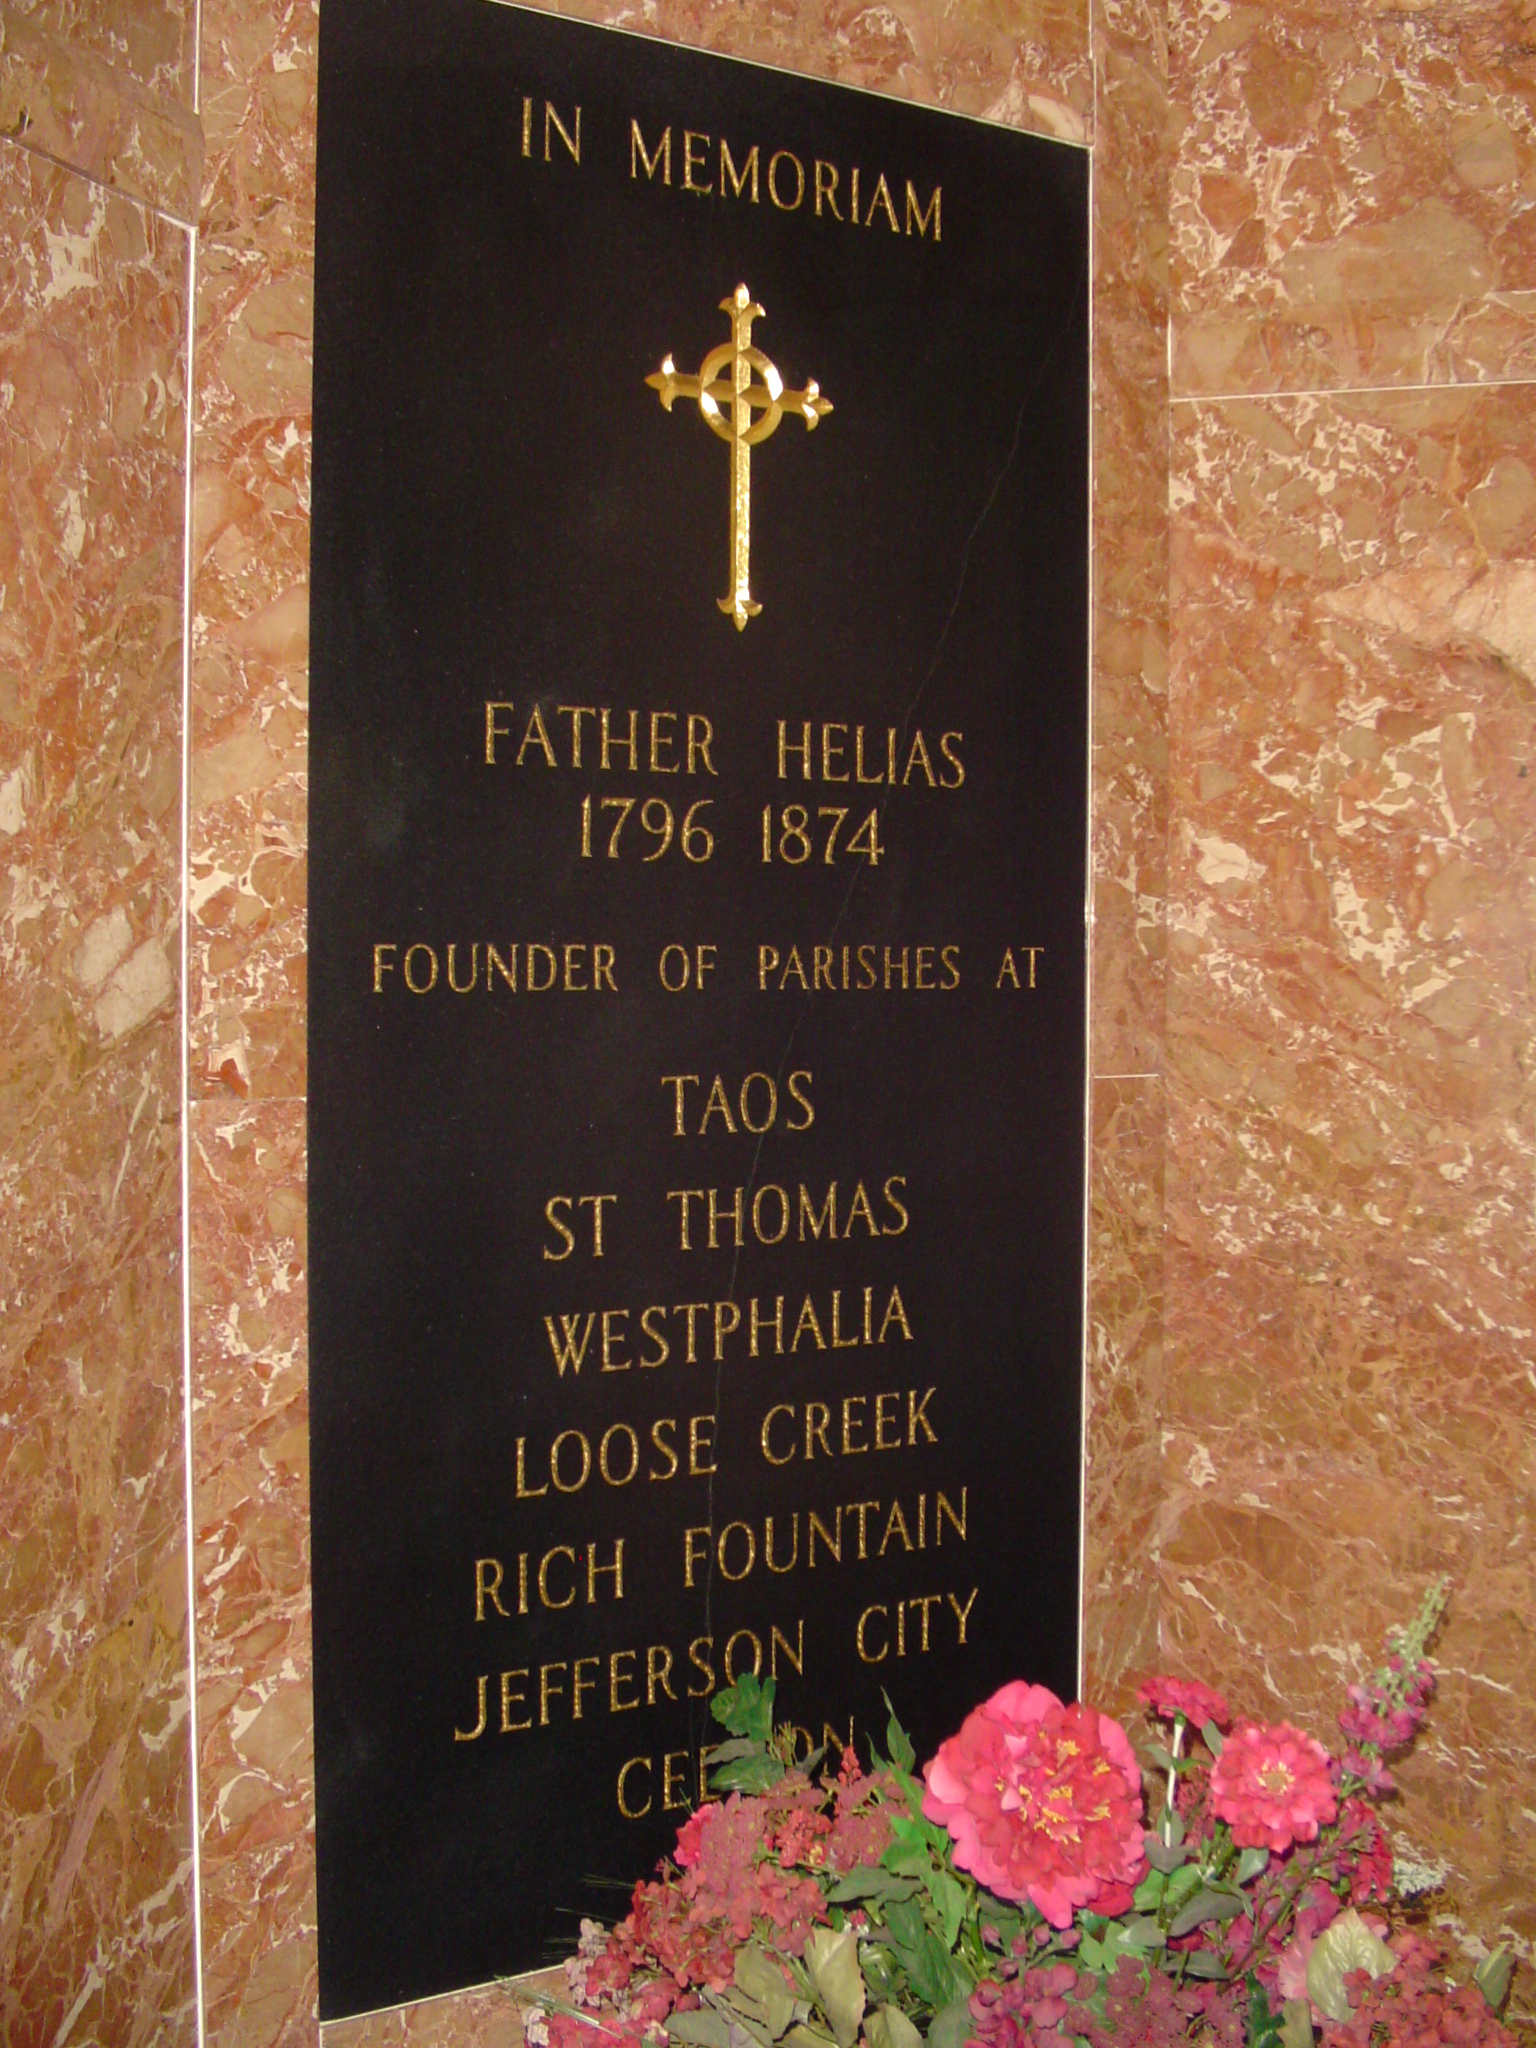 IN MEMORIAM
FATHER HELIAS
1796 1874
FOUNDER OF PARISHES AT
TAOS
ST THOMAS
WESTPHALIA
LOOSE CREEK
RICH FOUNTAIN
JEFFERSON CITY